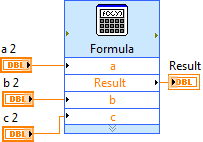 f(x)=
Formula
a 2
DBL
a
Result
Result
DBL
b 2
DBL
b
c 2
DBL
c